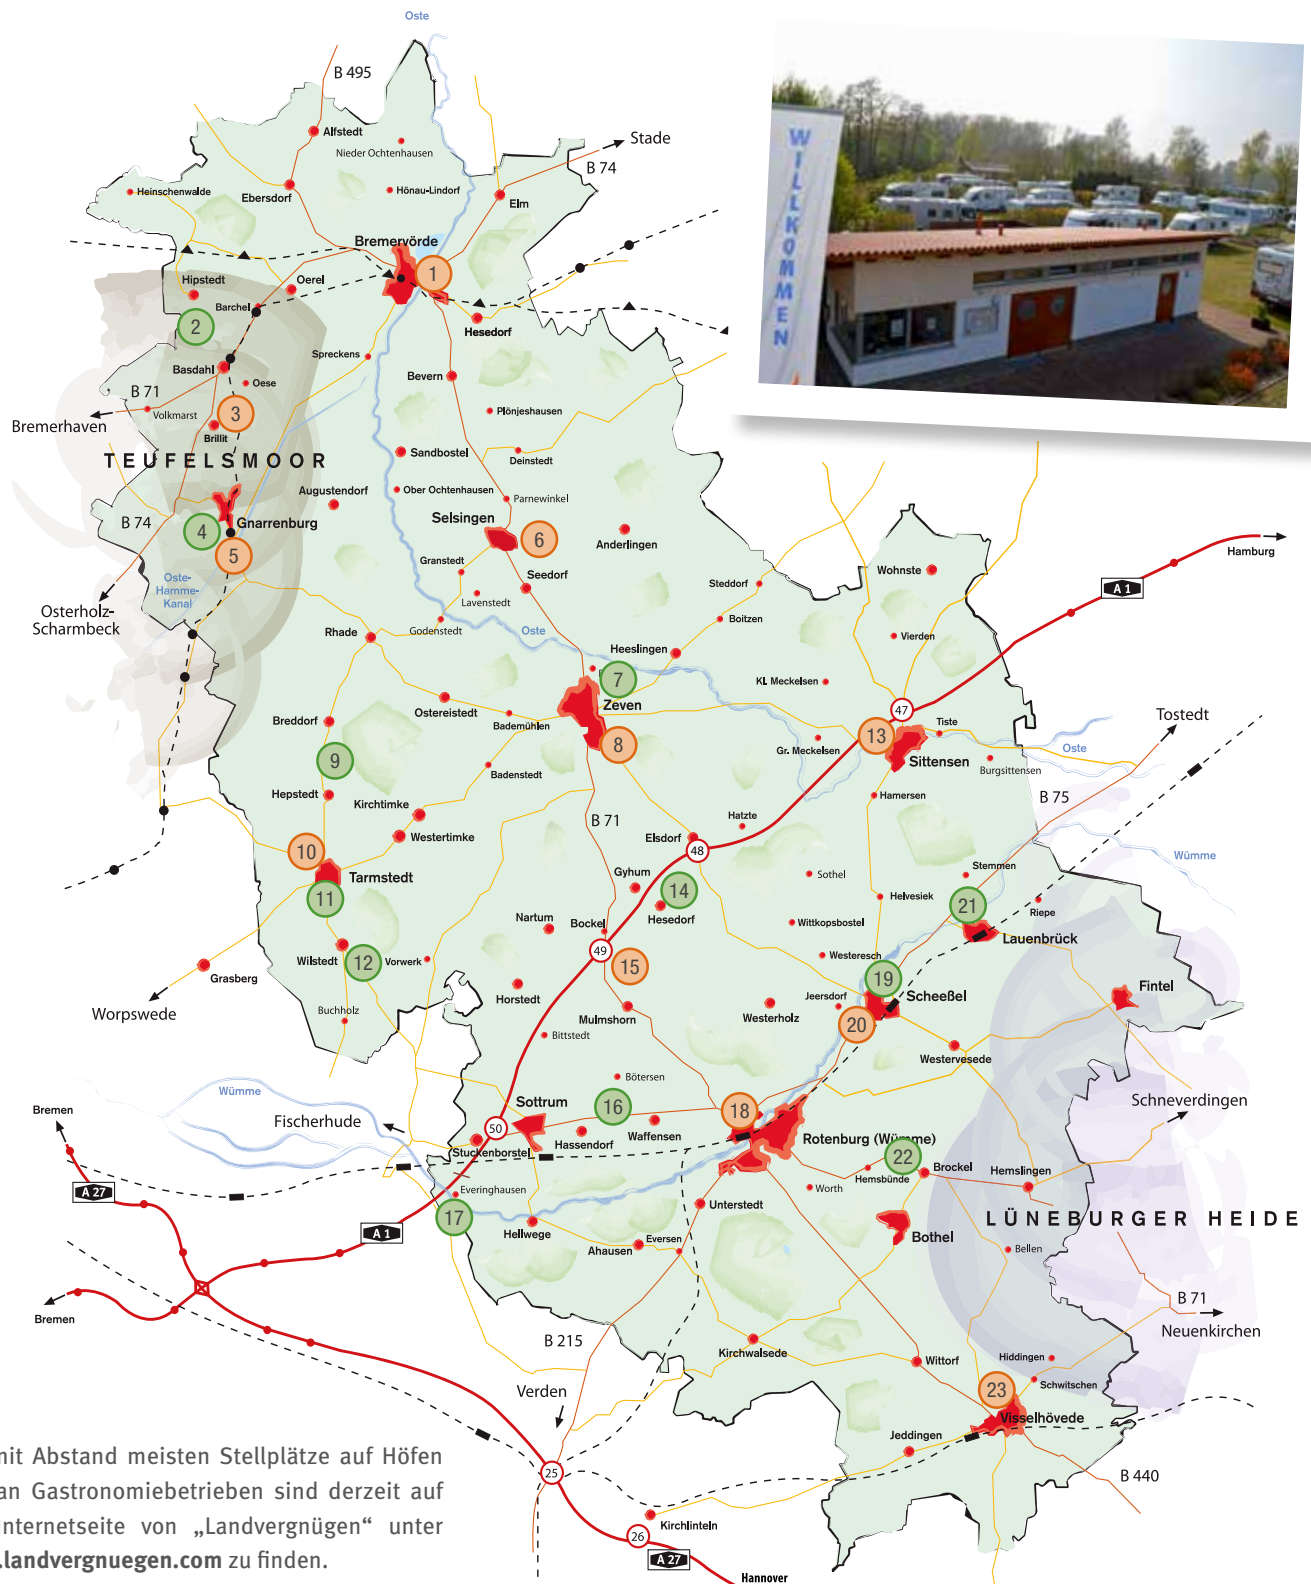 Oste
B 495
Stade
B 74
Alfstedt
Nieder Ochtenhausen
Heinschenwalde
Ebersdorf
Hönau-Lindorf
Elm
WILLKOMMEN
Bremervörde
1
Hipstedt
Oerel
Barchel
2
Hesedorf
Spreckens
Basdahl
Oese
Bevern
B 71
Volkmarst
Bremerhaven
3
Brillit
Plönjeshausen
TEUFELSMOOR
Sandbostel
Deinstedt
Augustendorf
Ober Ochtenhausen
Parnewinkel
B 74
4
Gnarrenburg
Selsingen
6
Anderlingen
Hamburg
5
Granstedt
Seedorf
Steddorf
Wohnste
A 1
Oste-
Hamme-
Kanal
Osterholz-
Scharmbeck
Lavenstedt
Godenstedt
Oste
Boitzen
Vierden
Rhade
Heeslingen
7
Kl. Meckelsen
Ostereistedt
Zeven
47
Tostedt
Breddorf
Bademühlen
8
13
Tiste
Gr. Meckelsen
Oste
9
Badenstedt
Sittensen
Burgsittensen
Hepstedt
Kirchtimke
Hamersen
B 75
Westertimke
B 71
Hatzte
Elsdorf
48
Wümme
10
Tarmstedt
Gyhum
14
Sothel
Stemmen
11
Hesedorf
Helvesiek
21
Riepe
Nartum
Bockel
Wittkopsbostel
Lauenbrück
49
Wilstedt
12
Vorwerk
15
Westeresch
Grasberg
19
Horstedt
Scheeßel
Fintel
Worpswede
Buchholz
Mulmshorn
Westerholz
Jeersdorf
20
Bittstedt
Westervesede
Bötersen
Wümme
Schneverdingen
Bremen
Fischerhude
Sottrum
16
18
50
Hassendorf
Waffensen
Rotenburg (Wümme)
Stuckenborstel
22
Hemsbünde
Brockel
Hemslingen
A 27
Everinghausen
Worth
17
Unterstedt
LÜNEBURGER HEIDE
A 1
Hellwege
Ahausen
Eversen
Bothel
Bellen
B 71
Bremen
Neuenkirchen
B 215
Kirchwalsede
Wittorf
Hiddingen
Schwitschen
Verden
23
Visselhövede
Jeddingen
mit Abstand meisten Stellplätze auf Höfen
an Gastronomiebetrieben sind derzeit auf
Internetseite von „Landvergnügen“ unter
.landvergnuegen.com zu finden.
25
B 440
Kirchlinteln
26
A 27
Hannover